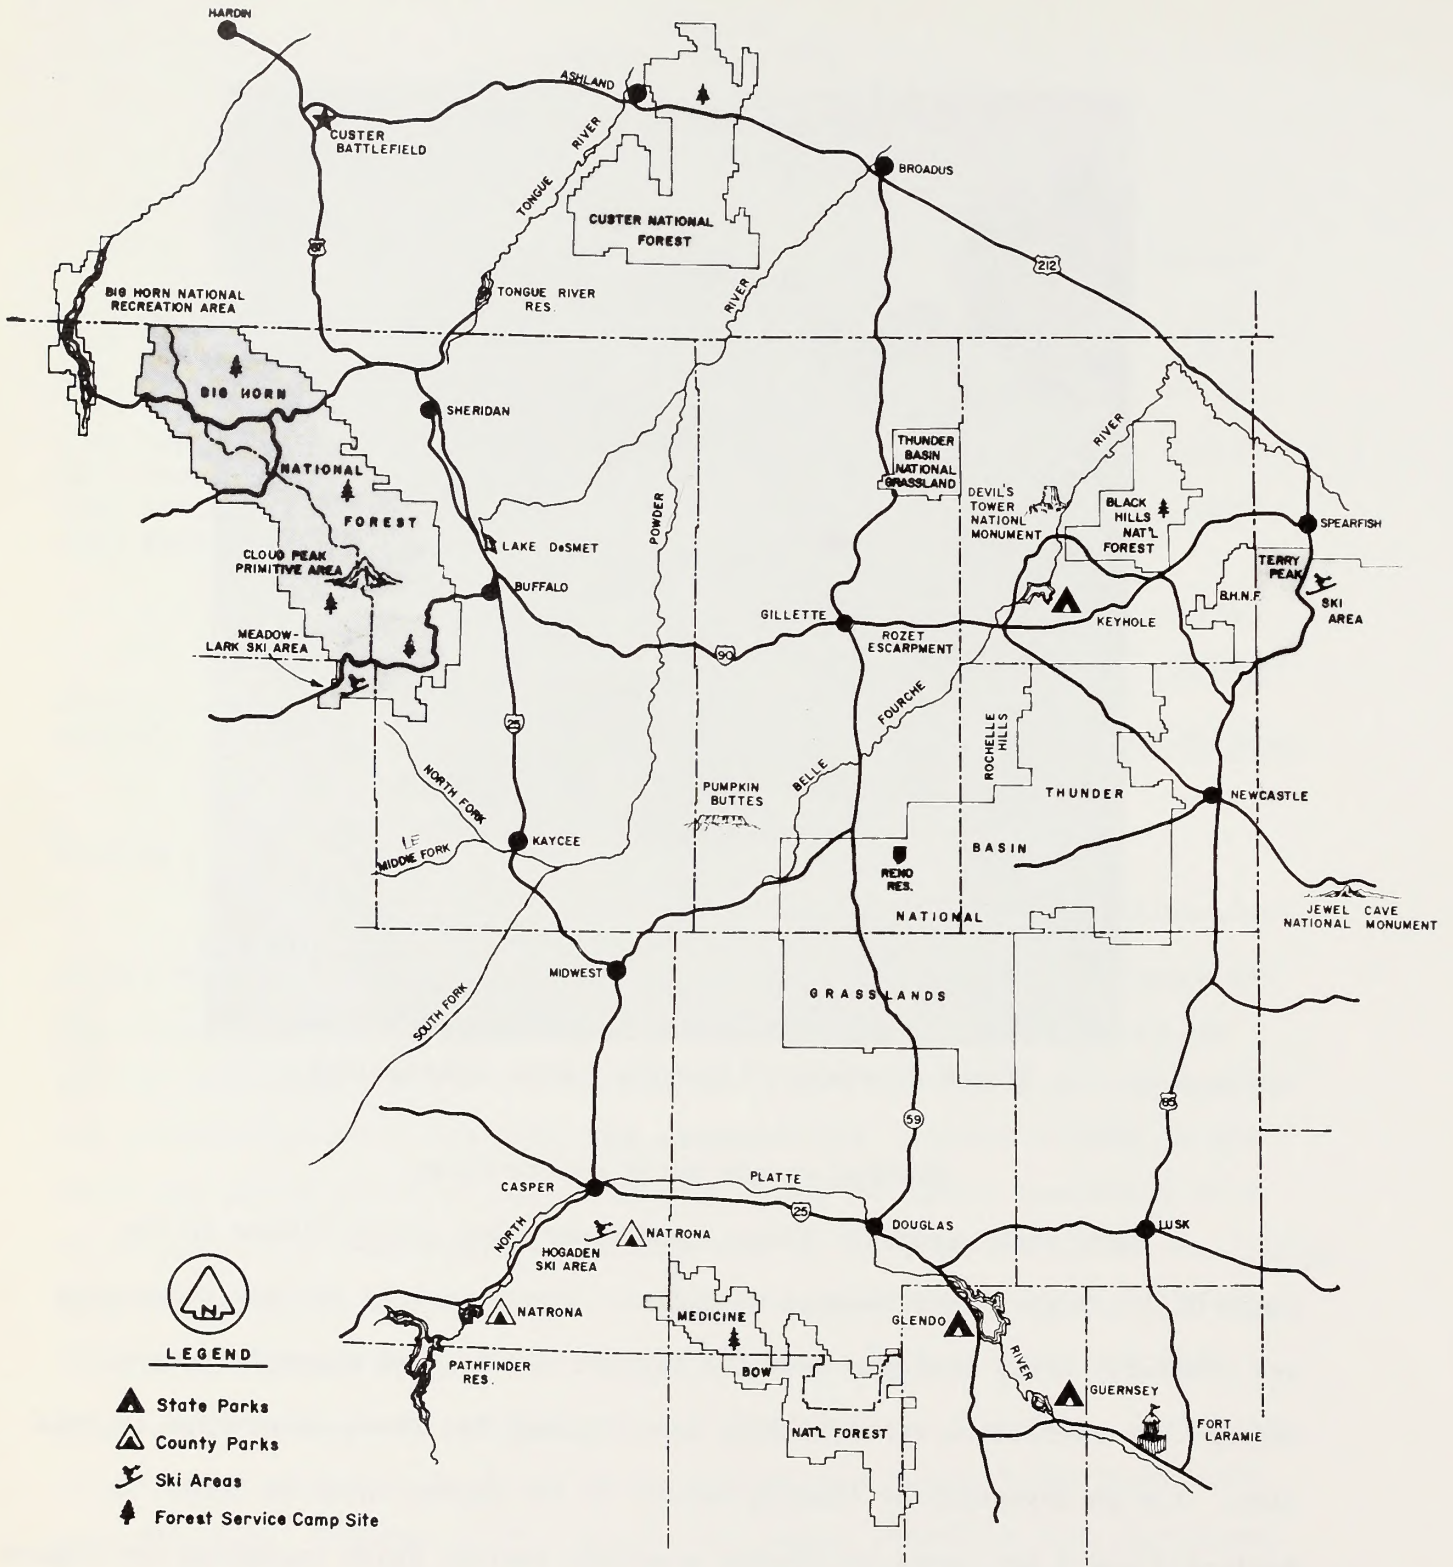 HARDIN
ASHLAND
CUSTER
BATTLEFIELD
TONGUE RIVER
BROADUS
CUSTER NATIONAL
FOREST
87
212
BIG HORN NATIONAL
RECREATION AREA
TONGUE RIVER
RES.
RIVER
BIG HORN
SHERIDAN
THUNDER
BASIN
NATIONAL
GRASSLAND
RIVER
NATIONAL
FOREST
POWDER
DEVIL'S
TOWER
NATIONL
MONUMENT
BLACK
HILLS
NAT'L
FOREST
SPEARFISH
LAKE DeSMET
CLOUD PEAK
PRIMITIVE AREA
TERRY
PEAK
SKI
AREA
BUFFALO
B.H.N.F.
GILLETTE
ROZET
ESCARPMENT
KEYHOLE
MEADOW-
LARK SKI AREA
90
25
FOURCHE
BELLE
ROCHELLE
HILLS
NORTH FORK
PUMPKIN
BUTTES
THUNDER
NEWCASTLE
LE
MIDDLE FORK
KAYCEE
BASIN
RENO
RES.
JEWEL CAVE
NATIONAL MONUMENT
NATIONAL
MIDWEST
GRASSLANDS
SOUTH FORK
59
85
CASPER
PLATTE
25
DOUGLAS
LUSK
NORTH
NATRONA
HOGADEN
SKI AREA
NATRONA
MEDICINE
BOW
NAT'L FOREST
GLENDO
RIVER
PATHFINDER
RES.
GUERNSEY
FORT
LARAMIE
N
LEGEND
State Parks
County Parks
Ski Areas
Forest Service Camp Site